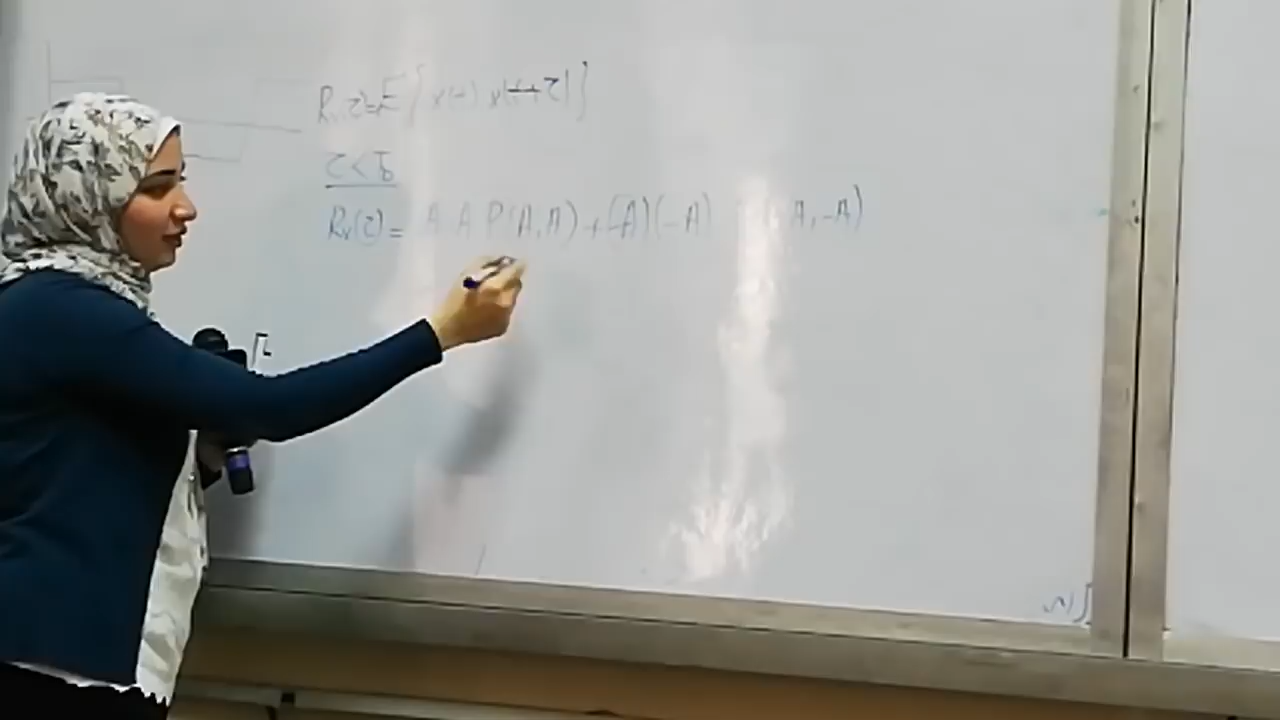 Rx(τ)=E{x(t) x(t+τ)}
τ<Tb
Rx(τ)= A.A P(A,A)+(-A)(-A) (-A,-A)